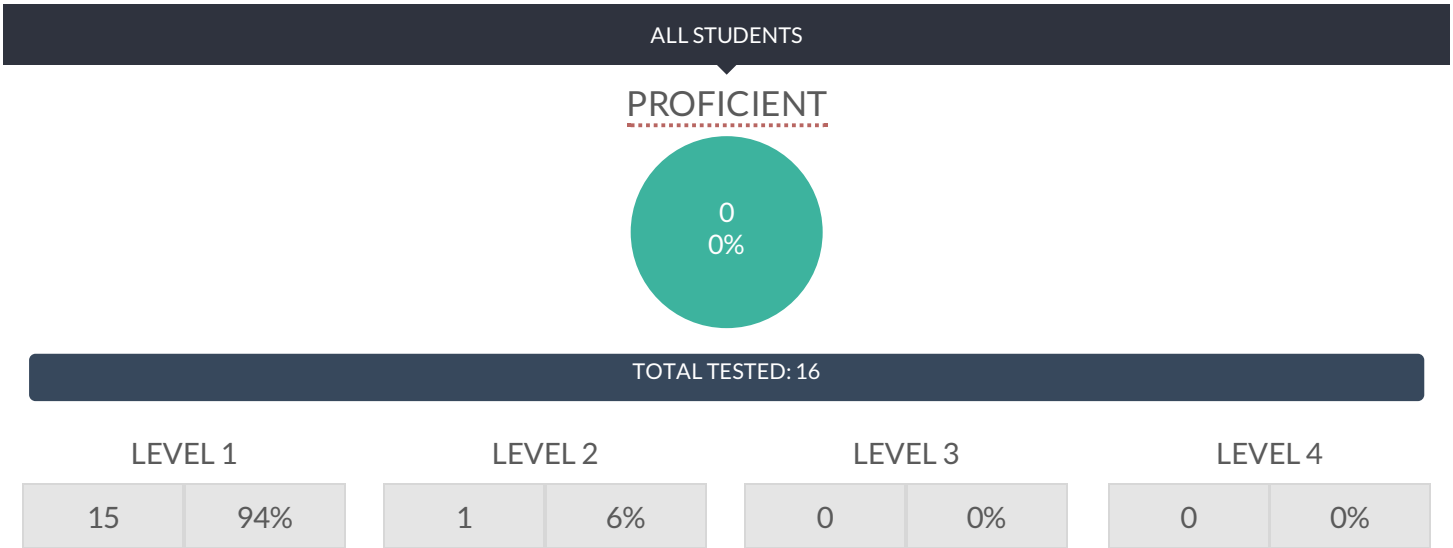 ALL STUDENTS
PROFICIENT
0
0%
TOTAL TESTED: 16
LEVEL 1 LEVEL 2 LEVEL 3 LEVEL 4
15 94% 1 6% 0 0% 0 0%